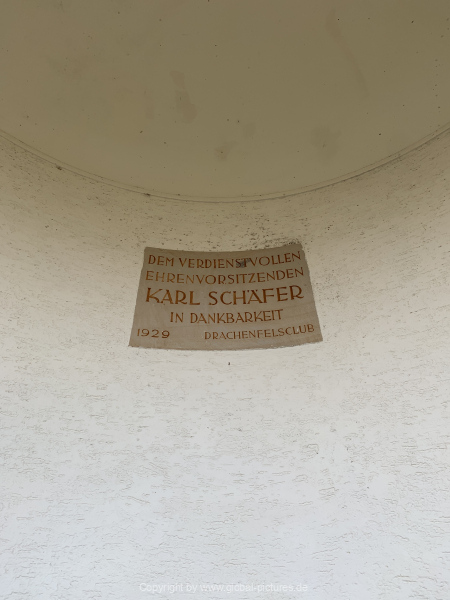 DEM VERDIENSTVOLLEN
EHRENVORSITZENDEN
KARL SCHÄFER
IN DANKBARKEIT
1929 DRACHENFELSCLUB
Copyright by www.global-pictures.de